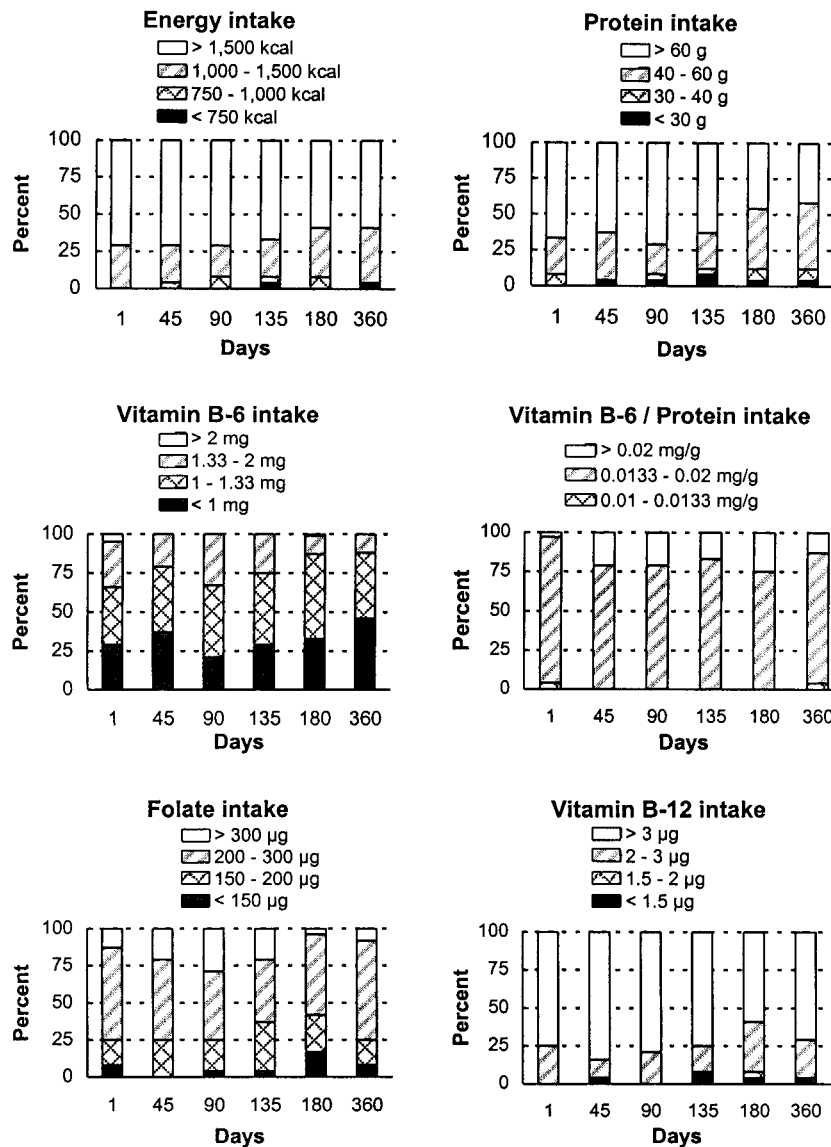 Energy intake
> 1,500 kcal
1,000 - 1,500 kcal
750 - 1,000 kcal
< 750 kcal
100
75
50
25
0
Percent
1 45 90 135 180 360
Days
Protein intake
> 60 g
40 - 60 g
30 - 40 g
< 30 g
100
75
50
25
0
Percent
1 45 90 135 180 360
Days
Vitamin B-6 intake
> 2 mg
1.33 - 2 mg
1 - 1.33 mg
< 1 mg
100
75
50
25
0
Percent
1 45 90 135 180 360
Days
Vitamin B-6 / Protein intake
> 0.02 mg/g
0.0133 - 0.02 mg/g
0.01 - 0.0133 mg/g
100
75
50
25
0
Percent
1 45 90 135 180 360
Days
Folate intake
> 300 µg
200 - 300 µg
150 - 200 µg
< 150 µg
100
75
50
25
0
Percent
1 45 90 135 180 360
Days
Vitamin B-12 intake
> 3 µg
2 - 3 µg
1.5 - 2 µg
< 1.5 µg
100
75
50
25
0
Percent
1 45 90 135 180 360
Days